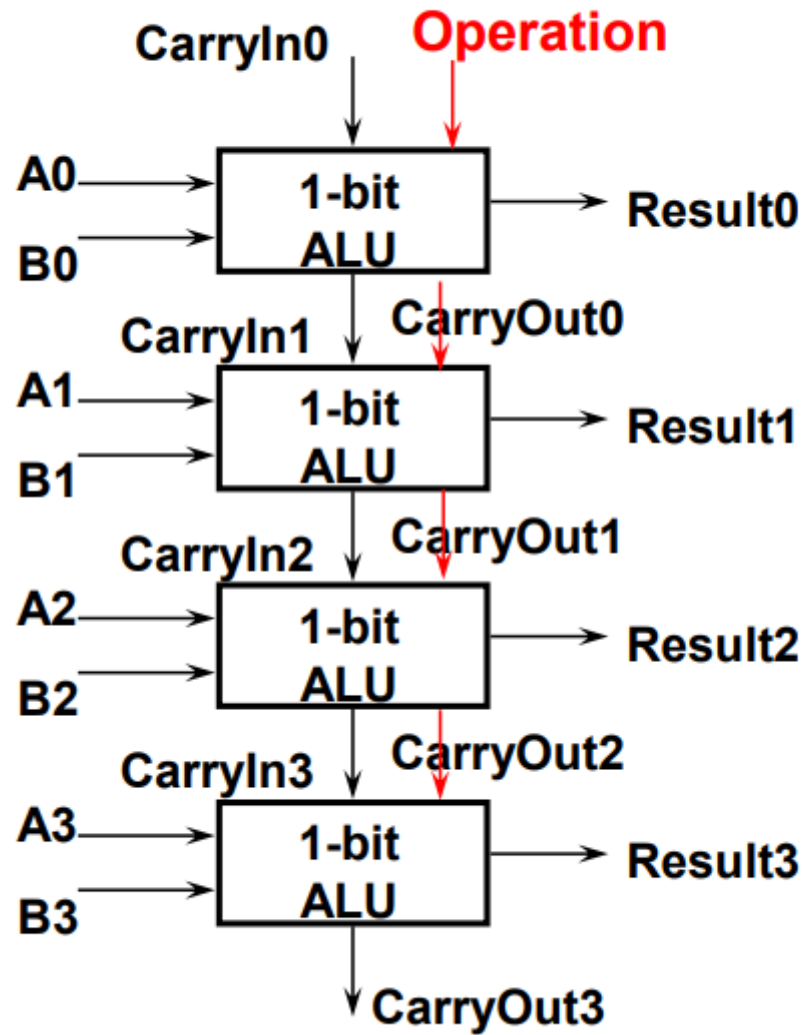 CarryIn0 Operation
A0 1-bit Result0
B0 ALU
CarryIn1 CarryOut0
A1 1-bit Result1
B1 ALU
CarryIn2 CarryOut1
A2 1-bit Result2
B2 ALU
CarryIn3 CarryOut2
A3 1-bit Result3
B3 ALU
CarryOut3